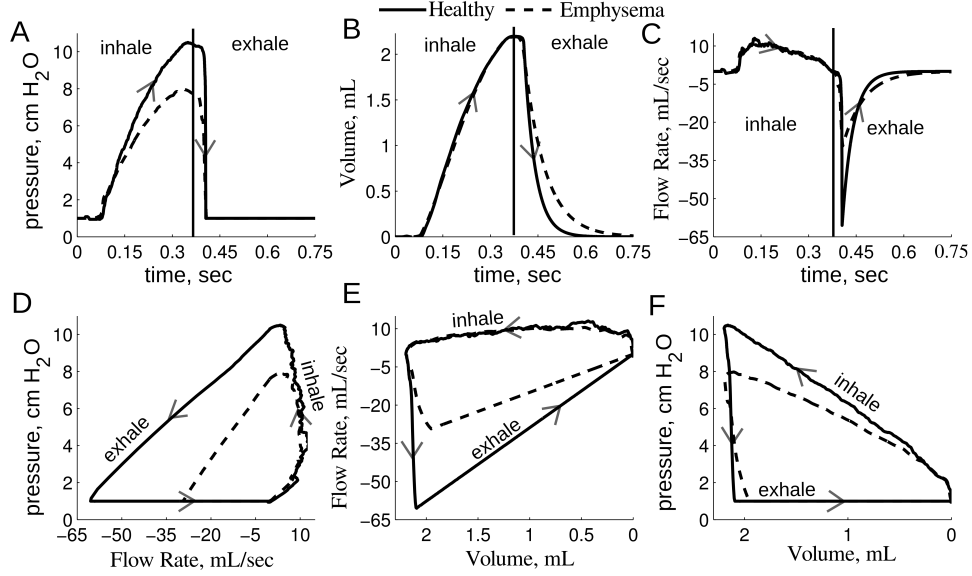 Healthy Emphysema
A
pressure, cm H2O
10
8
6
4
2
0
inhale
exhale
0 0.15 0.3 0.45 0.6 0.75
time, sec
B
Volume, mL
2
1.5
1
0.5
0
inhale
exhale
0 0.15 0.3 0.45 0.6 0.75
time, sec
C
Flow Rate, mL/sec
10
−5
−20
−35
−50
−65
inhale
exhale
0 0.15 0.3 0.45 0.6 0.75
time, sec
D
pressure, cm H2O
10
8
6
4
2
0
exhale
inhale
−65 −50 −35 −20 −5 10
Flow Rate, mL/sec
E
Flow Rate, mL/sec
10
−5
−20
−35
−50
−65
inhale
exhale
2 1.5 1 0.5 0
Volume, mL
F
pressure, cm H2O
10
8
6
4
2
0
inhale
exhale
2 1 0
Volume, mL